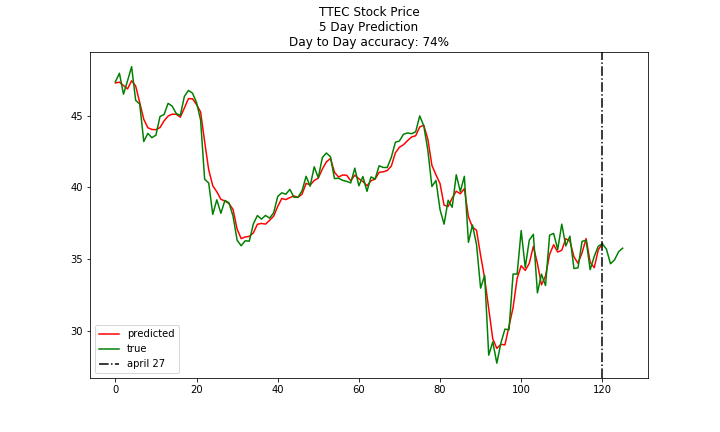 TTEC Stock Price
5 Day Prediction
Day to Day accuracy: 74%
45
40
35
30
predicted
true
april 27
0 20 40 60 80 100 120